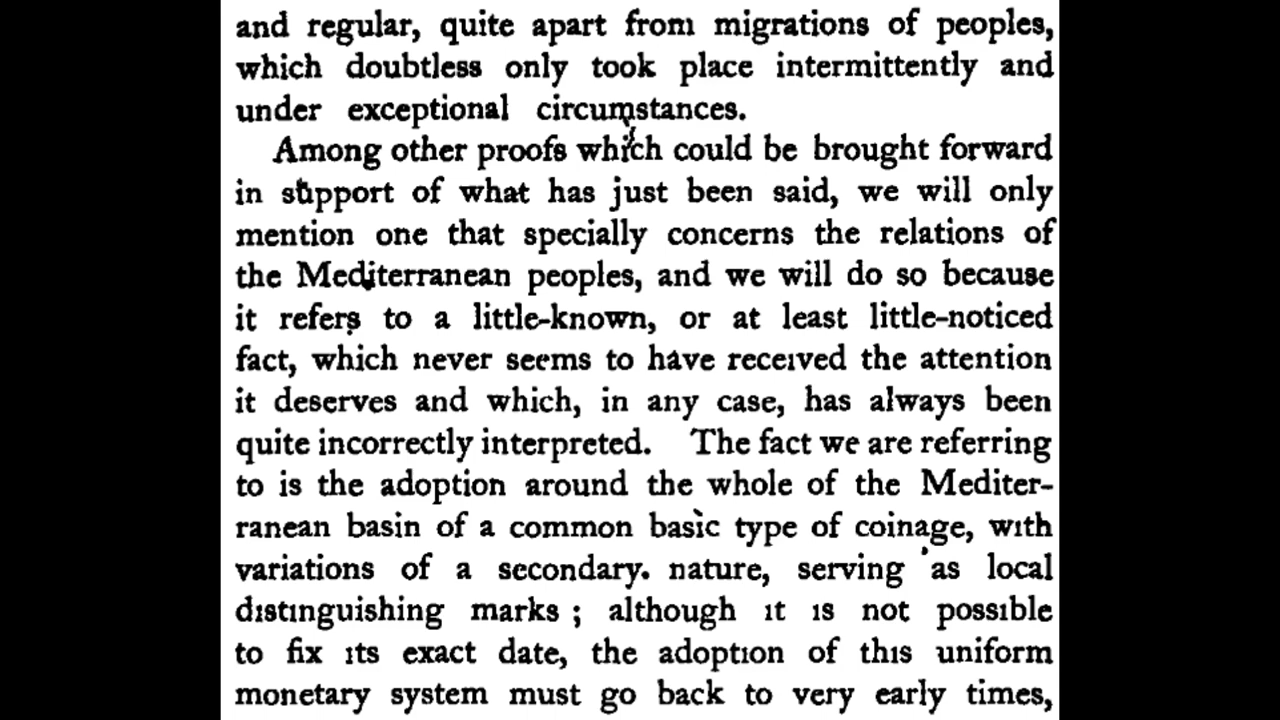 and regular, quite apart from migrations of peoples,
which doubtless only took place intermittently and
under exceptional circumstances.
Among other proofs which could be brought forward
in support of what has just been said, we will only
mention one that specially concerns the relations of
the Mediterranean peoples, and we will do so because
it refers to a little-known, or at least little-noticed
fact, which never seems to have received the attention
it deserves and which, in any case, has always been
quite incorrectly interpreted. The fact we are referring
to is the adoption around the whole of the Mediter-
ranean basin of a common basic type of coinage, with
variations of a secondary. nature, serving as local
distinguishing marks ; although it is not possible
to fix its exact date, the adoption of this uniform
monetary system must go back to very early times,